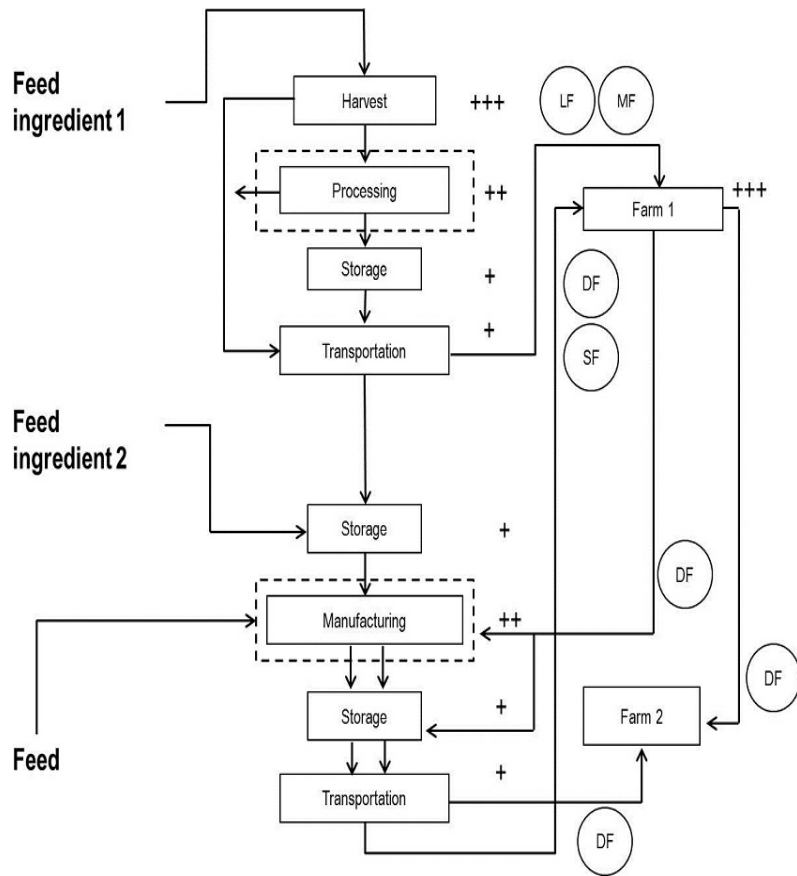 Feed
ingredient 1
Harvest
+++
LF
MF
Processing
++
Farm 1
+++
Storage
+
DF
Transportation
+
SF
Feed
ingredient 2
Storage
+
DF
Manufacturing
++
DF
Storage
+
Farm 2
Feed
Transportation
+
DF